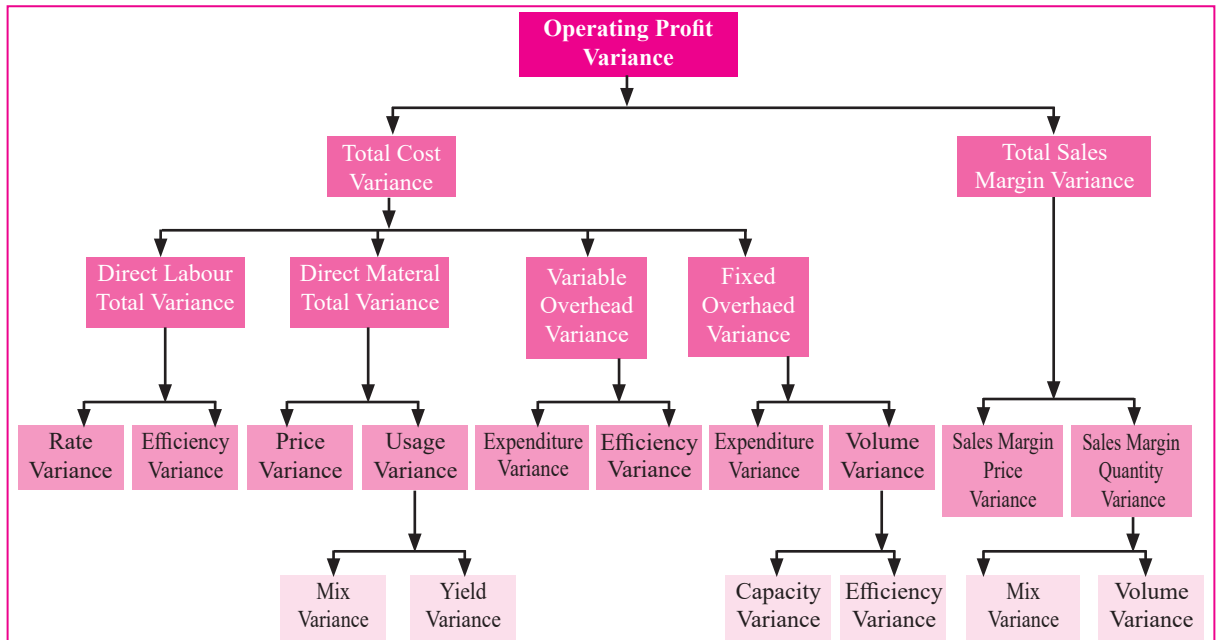 Operating Profit
Variance
Total Cost
Variance
Total Sales
Margin Variance
Direct Labour
Total Variance
Direct Materal
Total Variance
Variable
Overhead
Variance
Fixed
Overhaed
Variance
Rate
Variance
Efficiency
Variance
Price
Variance
Usage
Variance
Expenditure
Variance
Efficiency
Variance
Expenditure
Variance
Volume
Variance
Sales Margin
Price
Variance
Sales Margin
Quantity
Variance
Mix
Variance
Yield
Variance
Capacity
Variance
Efficiency
Variance
Mix
Variance
Volume
Variance